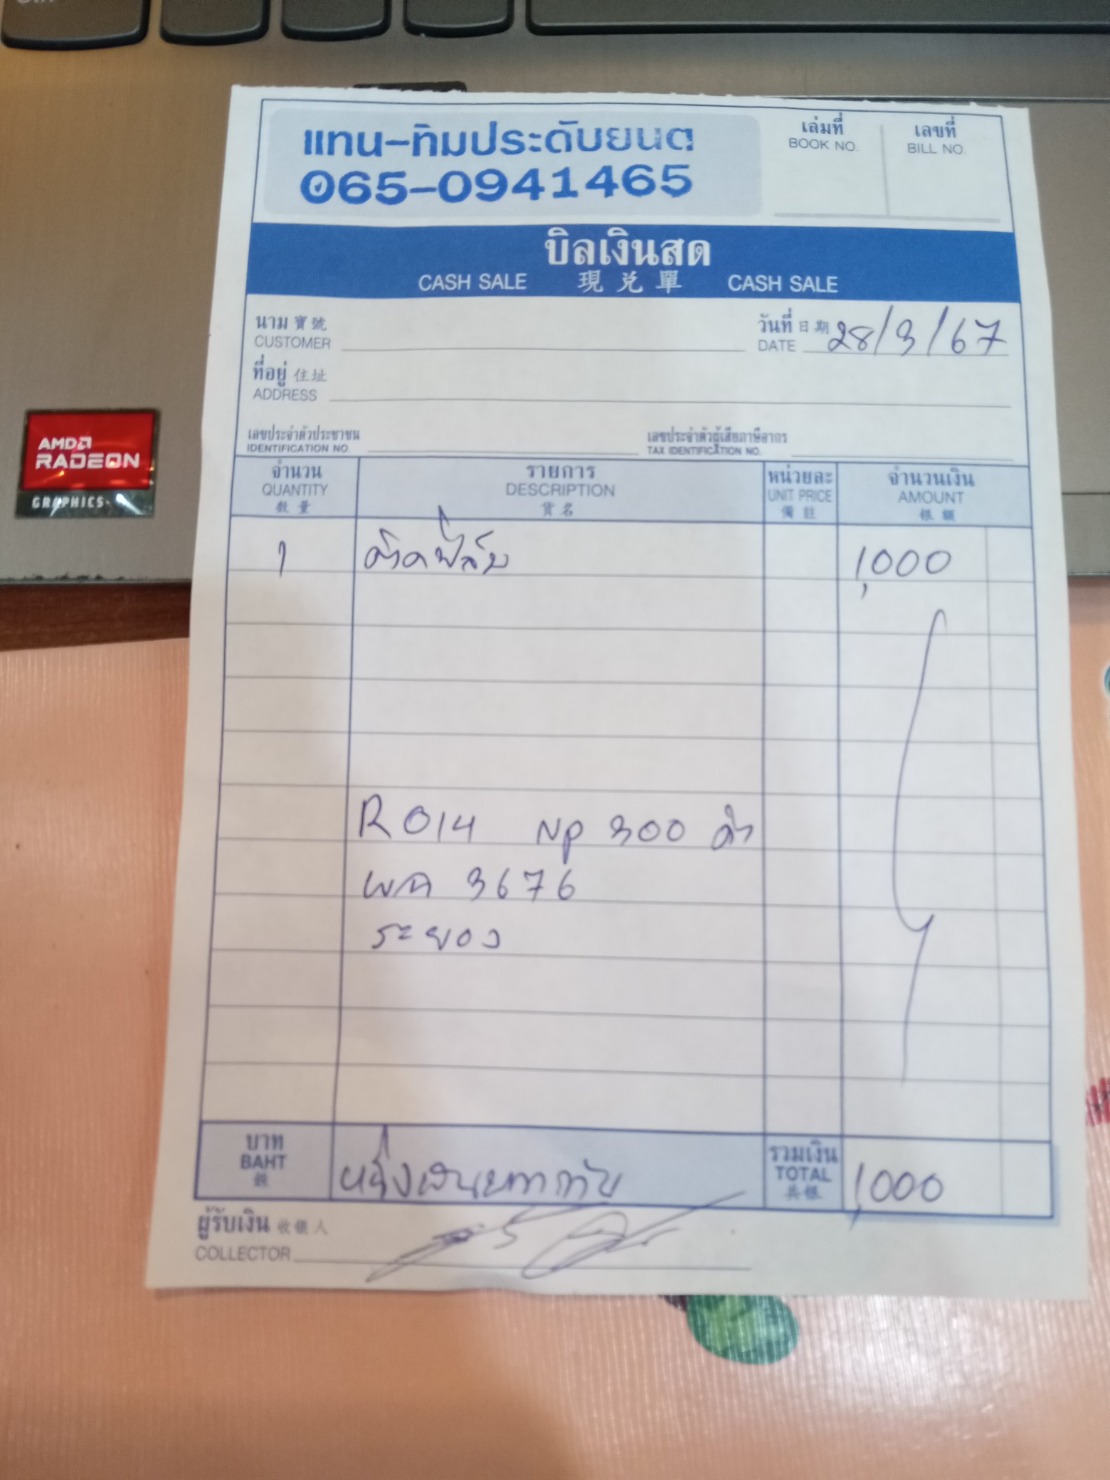 แทน-ทิมประดับยนต
065-0941465
เล่มที่
BOOK NO.
เลขที่
BILL NO.
บิลเงินสด
CASH SALE 現兑單 CASH SALE
นาม 寳號
CUSTOMER
วันที่ 日期
DATE 28/3/67
ที่อยู่ 住址
ADDRESS
เลขประจำตัวประชาชน
IDENTIFICATION NO.
เลขประจำตัวผู้เสียภาษีอากร
TAX IDENTIFICATION NO.
จำนวน
QUANTITY
數量
รายการ
DESCRIPTION
貨名
หน่วยละ
UNIT PRICE
備註
จำนวนเงิน
AMOUNT
銀額
1 ติดฟิล์ม 1,000
R014 NP 300 ดำ
ผก 3676
ระยอง
บาท
BAHT
銖
หนึ่งพันบาทถ้วน
รวมเงิน
TOTAL
共銀
1,000
ผู้รับเงิน 收銀人
COLLECTOR